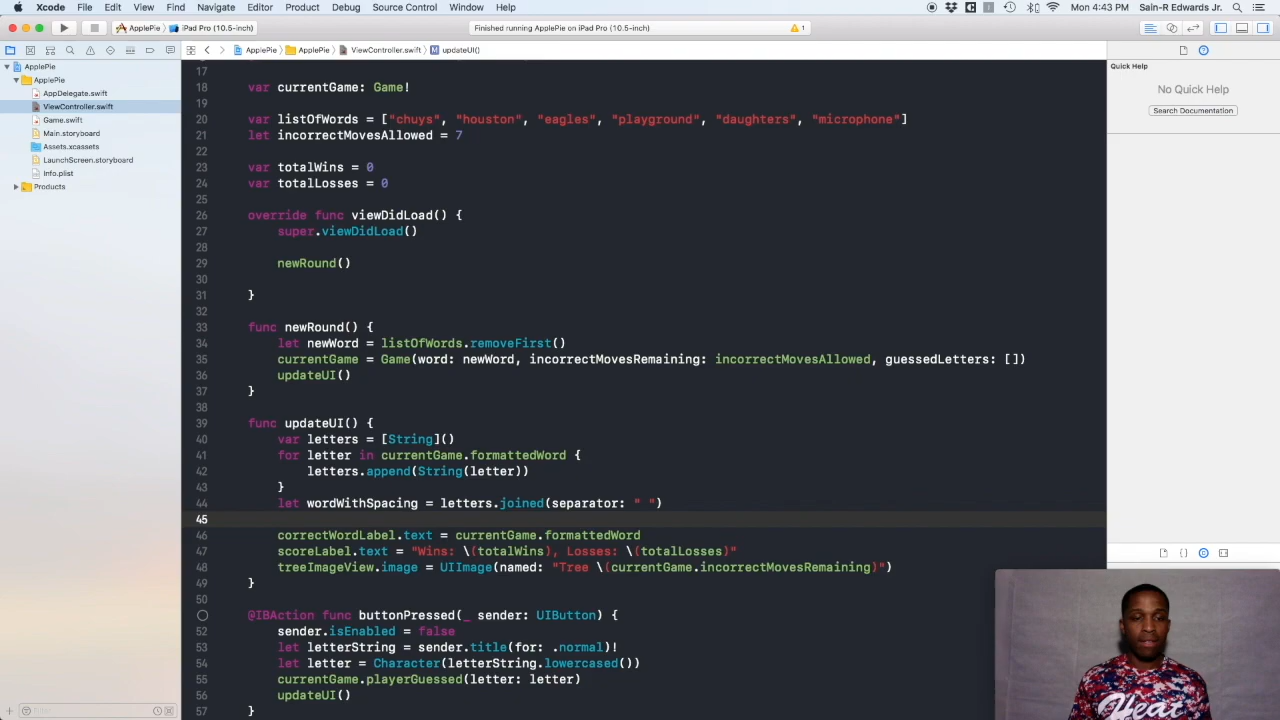 Xcode File Edit View Find Navigate Editor Product Debug Source Control Window Help Mon 4:43 PM Sain-R Edwards Jr.
ApplePie iPad Pro (10.5-inch) Finished running ApplePie on iPad Pro (10.5-inch) 1
ApplePie ApplePie ViewController.swift updateUI()
ApplePie
ApplePie
AppDelegate.swift
ViewController.swift
Game.swift
Main.storyboard
Assets.xcassets
LaunchScreen.storyboard
Info.plist
Products
17
18 var currentGame: Game!
19
20 var listOfWords = ["chuys", "houston", "eagles", "playground", "daughters", "microphone"]
21 let incorrectMovesAllowed = 7
22
23 var totalWins = 0
24 var totalLosses = 0
25
26 override func viewDidLoad() {
27 super.viewDidLoad()
28
29 newRound()
30
31 }
32
33 func newRound() {
34 let newWord = listOfWords.removeFirst()
35 currentGame = Game(word: newWord, incorrectMovesRemaining: incorrectMovesAllowed, guessedLetters: [])
36 updateUI()
37 }
38
39 func updateUI() {
40 var letters = [String]()
41 for letter in currentGame.formattedWord {
42 letters.append(String(letter))
43 }
44 let wordWithSpacing = letters.joined(separator: " ")
45
46 correctWordLabel.text = currentGame.formattedWord
47 scoreLabel.text = "Wins: \(totalWins), Losses: \(totalLosses)"
48 treeImageView.image = UIImage(named: "Tree \(currentGame.incorrectMovesRemaining)")
49 }
50
@IBAction func buttonPressed(_ sender: UIButton) {
52 sender.isEnabled = false
53 let letterString = sender.title(for: .normal)!
54 let letter = Character(letterString.lowercased())
55 currentGame.playerGuessed(letter: letter)
56 updateUI()
57 }
Quick Help
No Quick Help
Search Documentation
Filter
Heat